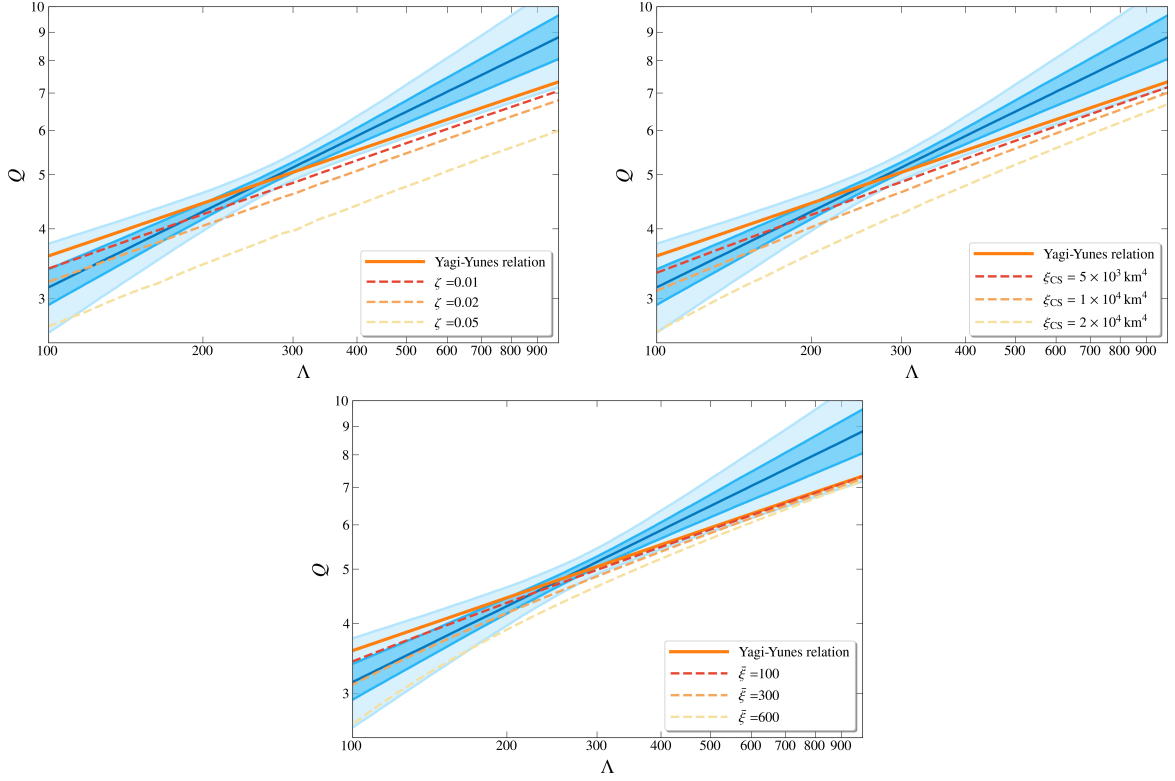 10
9
8
7
6
5
4
3
Q
100
200
300
400
500
600
700
800
900
Λ
Yagi-Yunes relation
ζ =0.01
ζ =0.02
ζ =0.05
10
9
8
7
6
5
4
3
Q
100
200
300
400
500
600
700
800
900
Λ
Yagi-Yunes relation
ξCS = 5 × 10³ km⁴
ξCS = 1 × 10⁴ km⁴
ξCS = 2 × 10⁴ km⁴
10
9
8
7
6
5
4
3
Q
100
200
300
400
500
600
700
800
900
Λ
Yagi-Yunes relation
ξ̄ =100
ξ̄ =300
ξ̄ =600